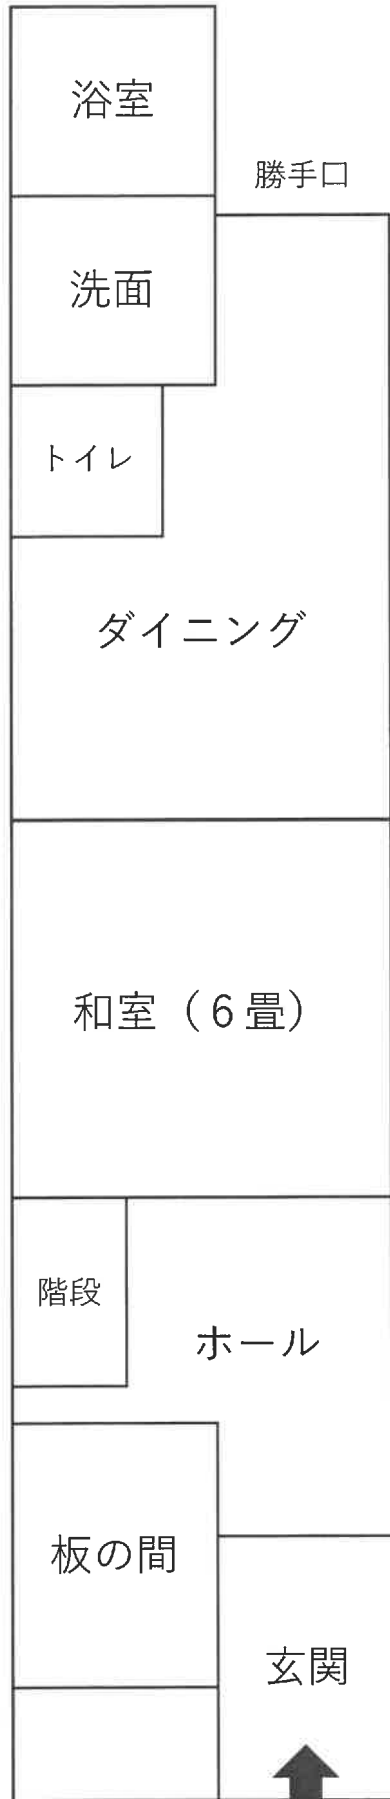 浴室
勝手口
洗面
トイレ
ダイニング
和室（6畳）
階段
ホール
板の間
玄関